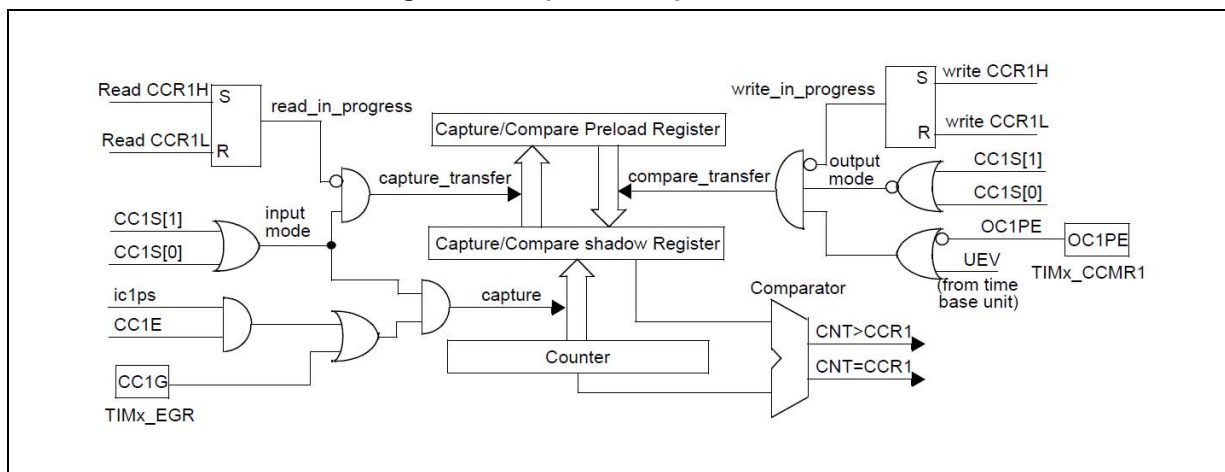 Read CCR1H
S
read_in_progress
Read CCR1L
R
Capture/Compare Preload Register
write_in_progress
S
write CCR1H
R
write CCR1L
capture_transfer
compare_transfer
output
mode
CC1S[1]
CC1S[0]
CC1S[1]
input
mode
CC1S[0]
Capture/Compare shadow Register
OC1PE
OC1PE
UEV
TIMx_CCMR1
(from time
base unit)
ic1ps
capture
Comparator
CC1E
CNT>CCR1
Counter
CNT=CCR1
CC1G
TIMx_EGR